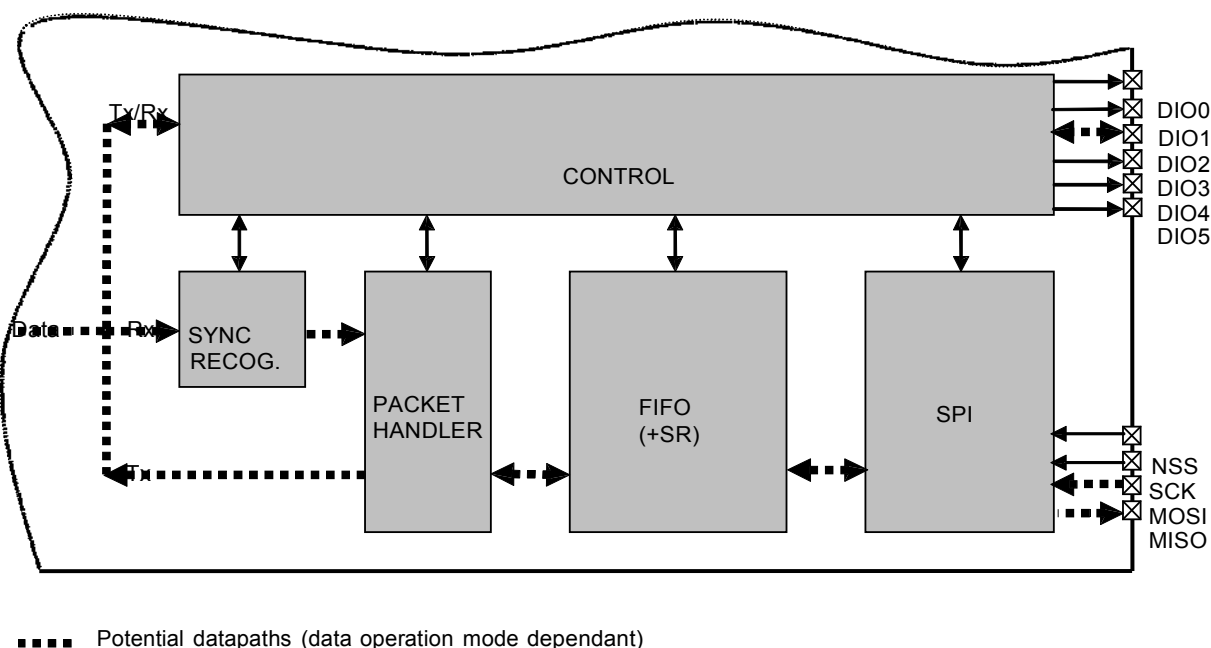 Tx/Rx
DIO0
DIO1
DIO2
DIO3
DIO4
DIO5
CONTROL
Data
Rx
SYNC
RECOG.
PACKET
HANDLER
FIFO
(+SR)
SPI
Tx
NSS
SCK
MOSI
MISO
Potential datapaths (data operation mode dependant)